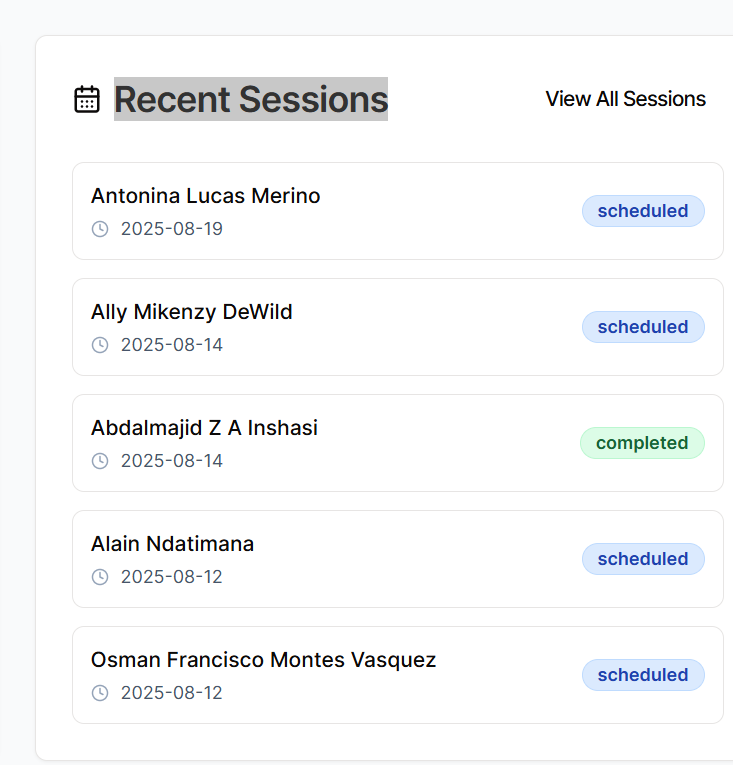 Recent Sessions
View All Sessions
Antonina Lucas Merino
2025-08-19
scheduled
Ally Mikenzy DeWild
2025-08-14
scheduled
Abdalmajid Z A Inshasi
2025-08-14
completed
Alain Ndatimana
2025-08-12
scheduled
Osman Francisco Montes Vasquez
2025-08-12
scheduled